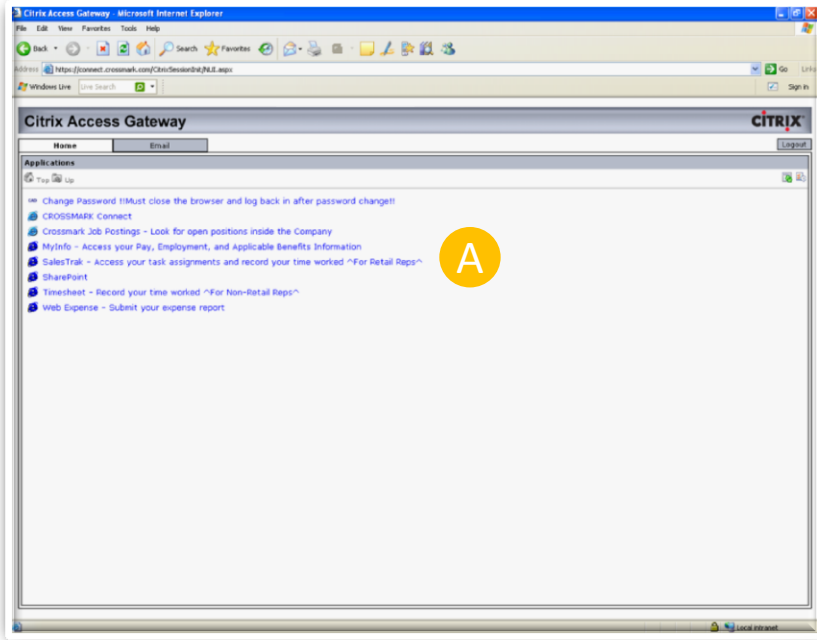 Citrix Access Gateway - Microsoft Internet Explorer
File Edit View Favorites Tools Help
Back Search Favorites
Address https://connect.crossmark.com/CitrixSessionInit/NLII.aspx Go Links
Windows Live Live Search Sign in
Citrix Access Gateway CITRIX
Home Email Logout
Applications
Top Up
Change Password !!Must close the browser and log back in after password change!!
CROSSMARK Connect
Crossmark Job Postings - Look for open positions inside the Company
MyInfo - Access your Pay, Employment, and Applicable Benefits Information
SalesTrak - Access your task assignments and record your time worked ^For Retail Reps^
A
SharePoint
Timesheet - Record your time worked ^For Non-Retail Reps^
Web Expense - Submit your expense report
Local intranet